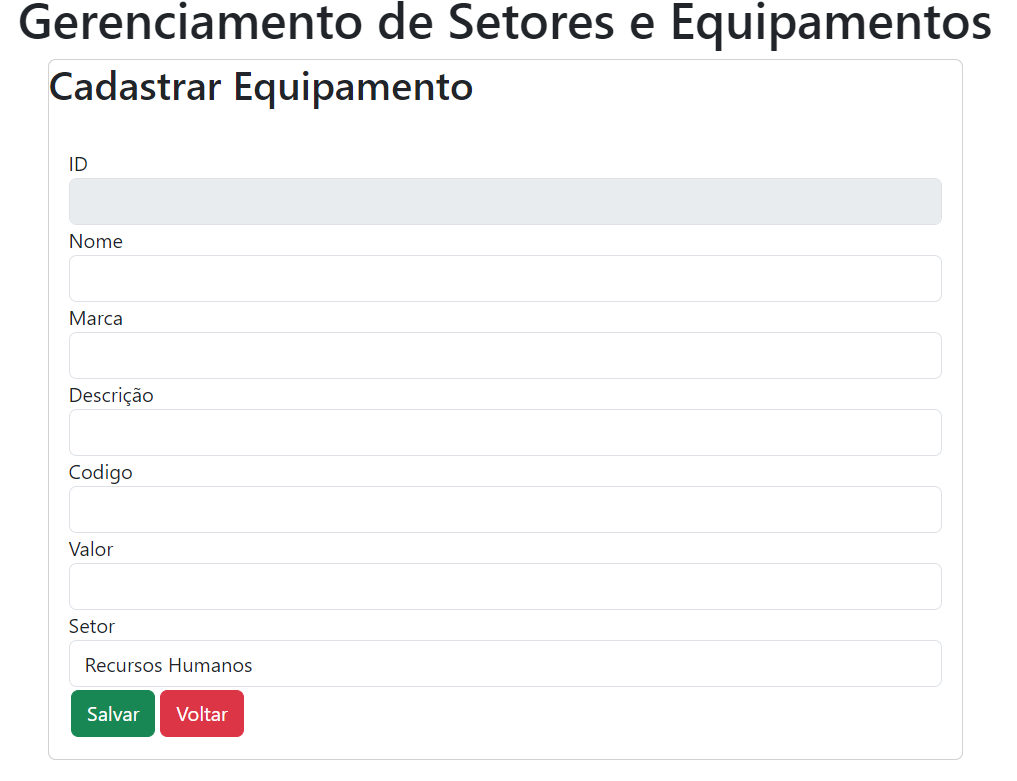 Gerenciamento de Setores e Equipamentos
Cadastrar Equipamento
ID
Nome
Marca
Descrição
Codigo
Valor
Setor
Recursos Humanos
Salvar Voltar